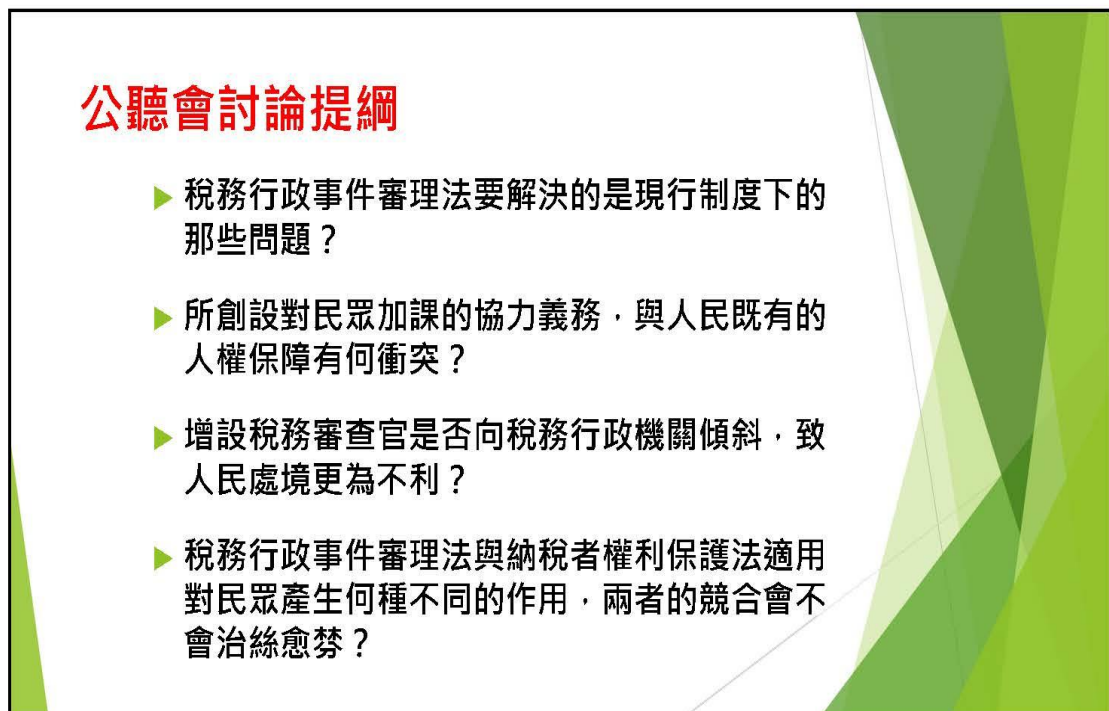 公聽會討論提綱
稅務行政事件審理法要解決的是現行制度下的
那些問題？
所創設對民眾加課的協力義務，與人民既有的
人權保障有何衝突？
增設稅務審查官是否向稅務行政機關傾斜，致
人民處境更為不利？
稅務行政事件審理法與納稅者權利保護法適用
對民眾產生何種不同的作用，兩者的競合會不
會治絲愈棼？